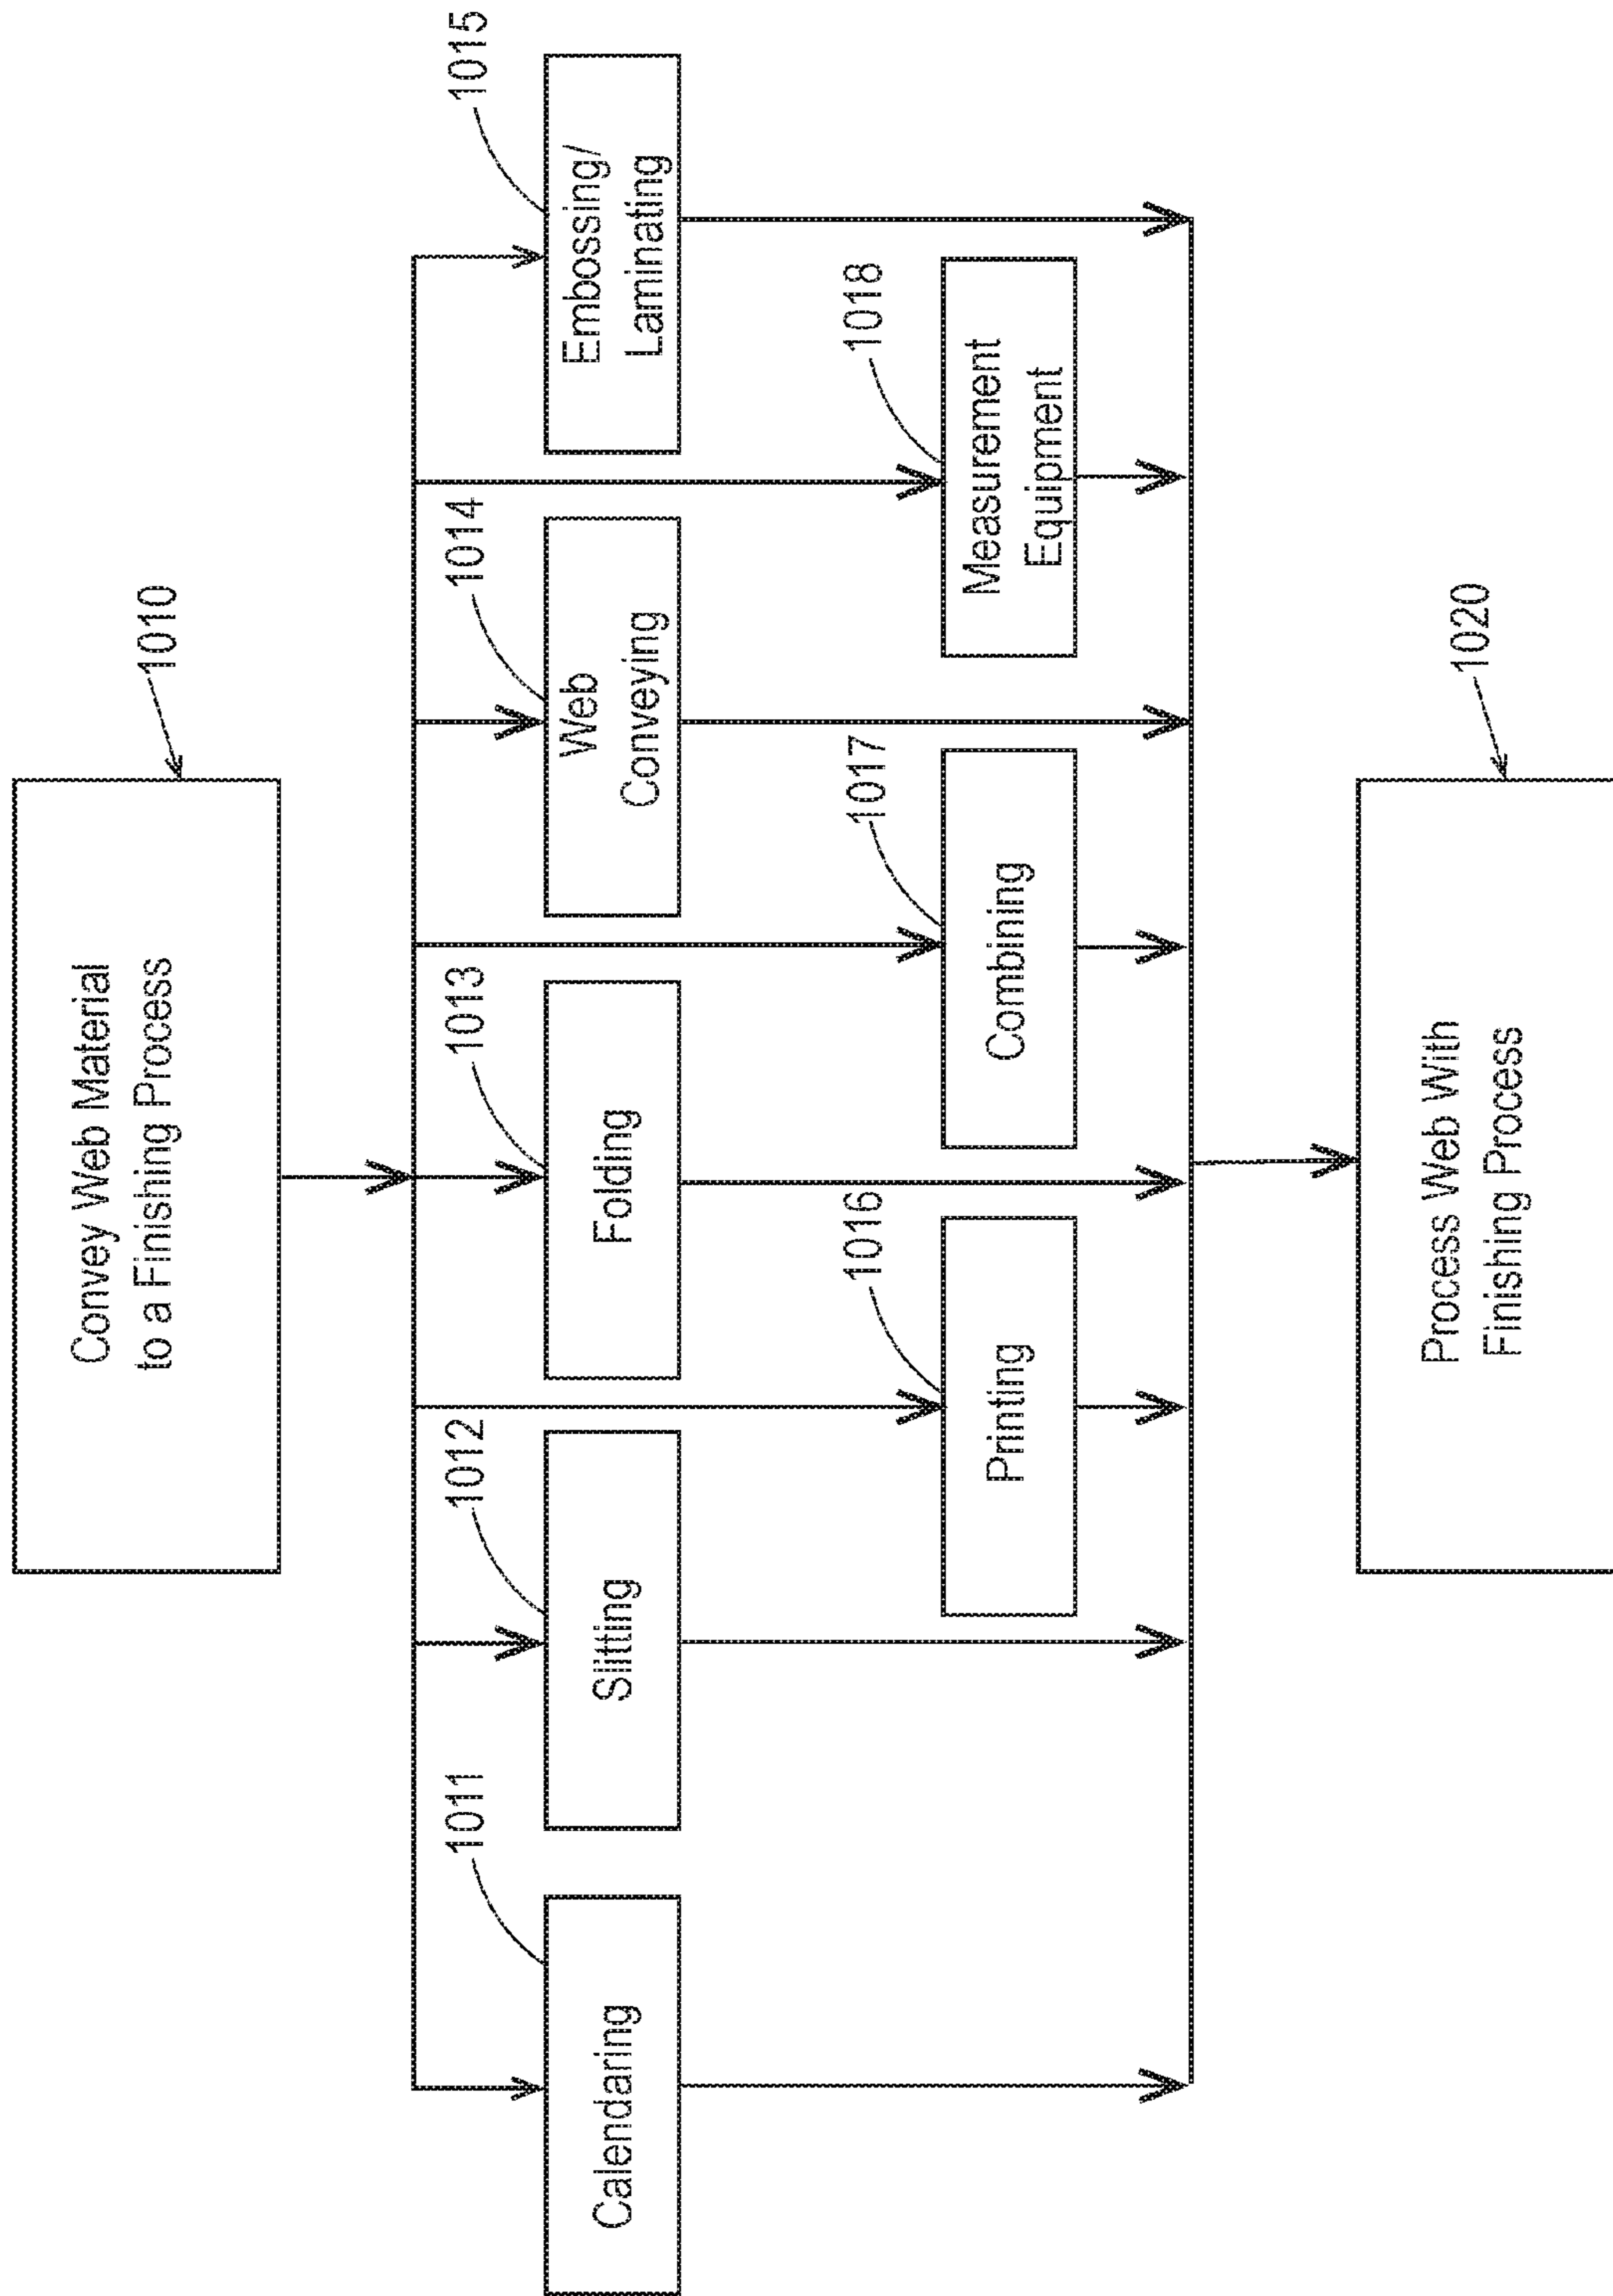 Convey Web Material
to a Finishing Process
1010
1011
1012
1013
1014
1015
Calendaring
Slitting
Folding
Web
Conveying
Embossing/
Laminating
1016
1017
1018
Printing
Combining
Measurement
Equipment
Process Web With
Finishing Process
1020